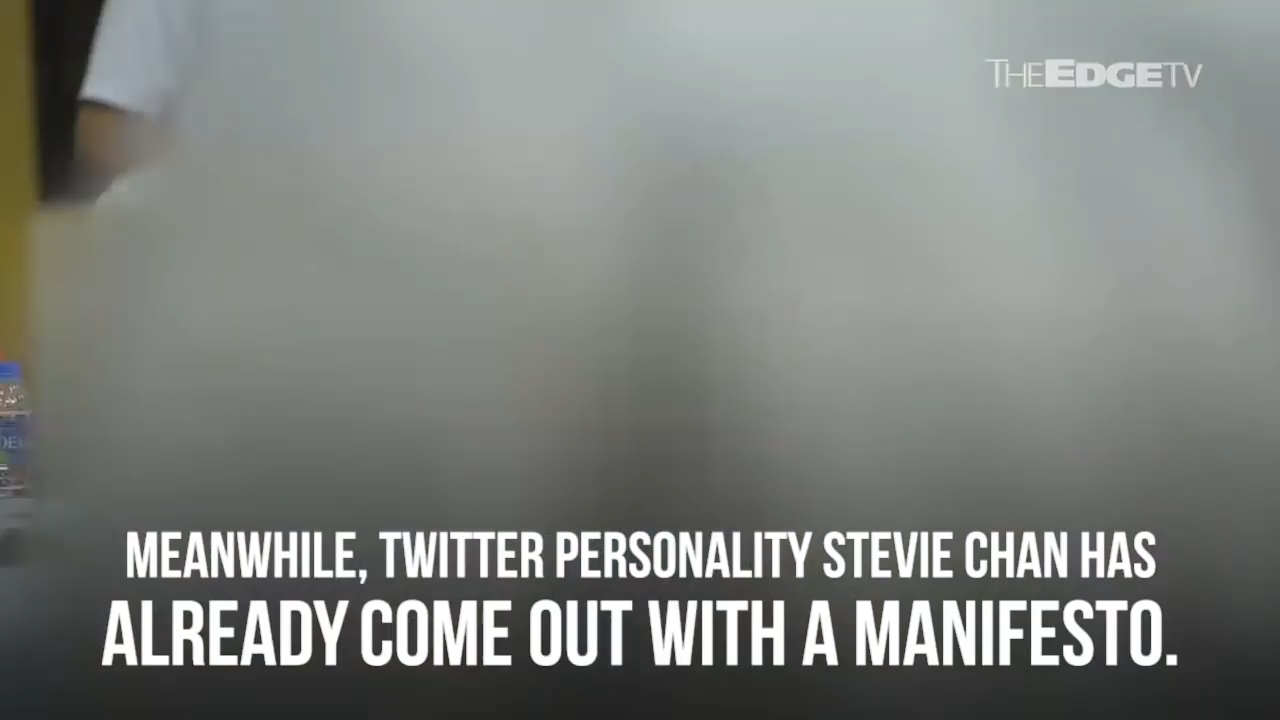 THEEDGETV
MEANWHILE, TWITTER PERSONALITY STEVIE CHAN HAS
ALREADY COME OUT WITH A MANIFESTO.